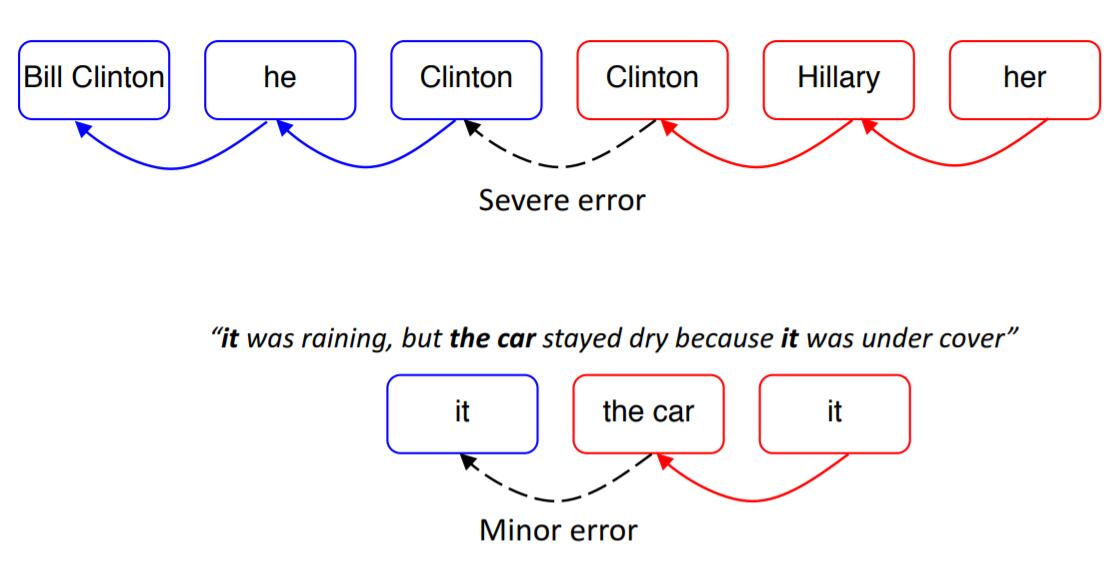 Bill Clinton he Clinton Clinton Hillary her
Severe error
“it was raining, but the car stayed dry because it was under cover”
it the car it
Minor error